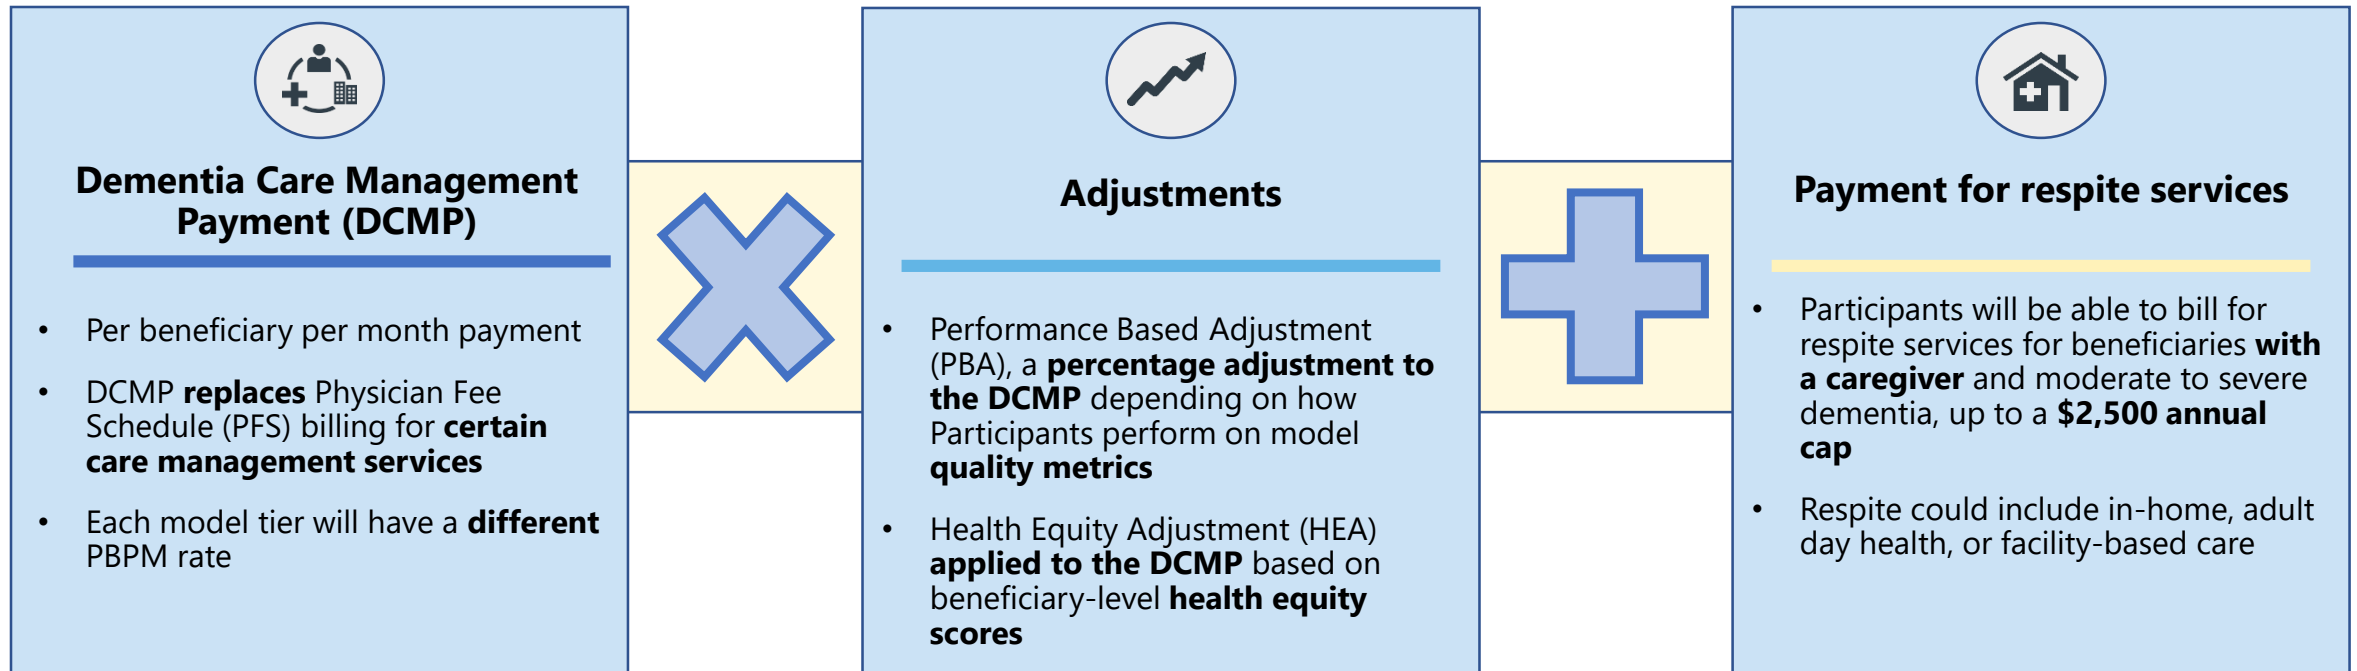 Dementia Care Management
Payment (DCMP)
• Per beneficiary per month payment
• DCMP replaces Physician Fee
Schedule (PFS) billing for certain
care management services
• Each model tier will have a different
PBPM rate
Adjustments
• Performance Based Adjustment
(PBA), a percentage adjustment to
the DCMP depending on how
Participants perform on model
quality metrics
• Health Equity Adjustment (HEA)
applied to the DCMP based on
beneficiary-level health equity
scores
Payment for respite services
• Participants will be able to bill for
respite services for beneficiaries with
a caregiver and moderate to severe
dementia, up to a $2,500 annual
cap
• Respite could include in-home, adult
day health, or facility-based care